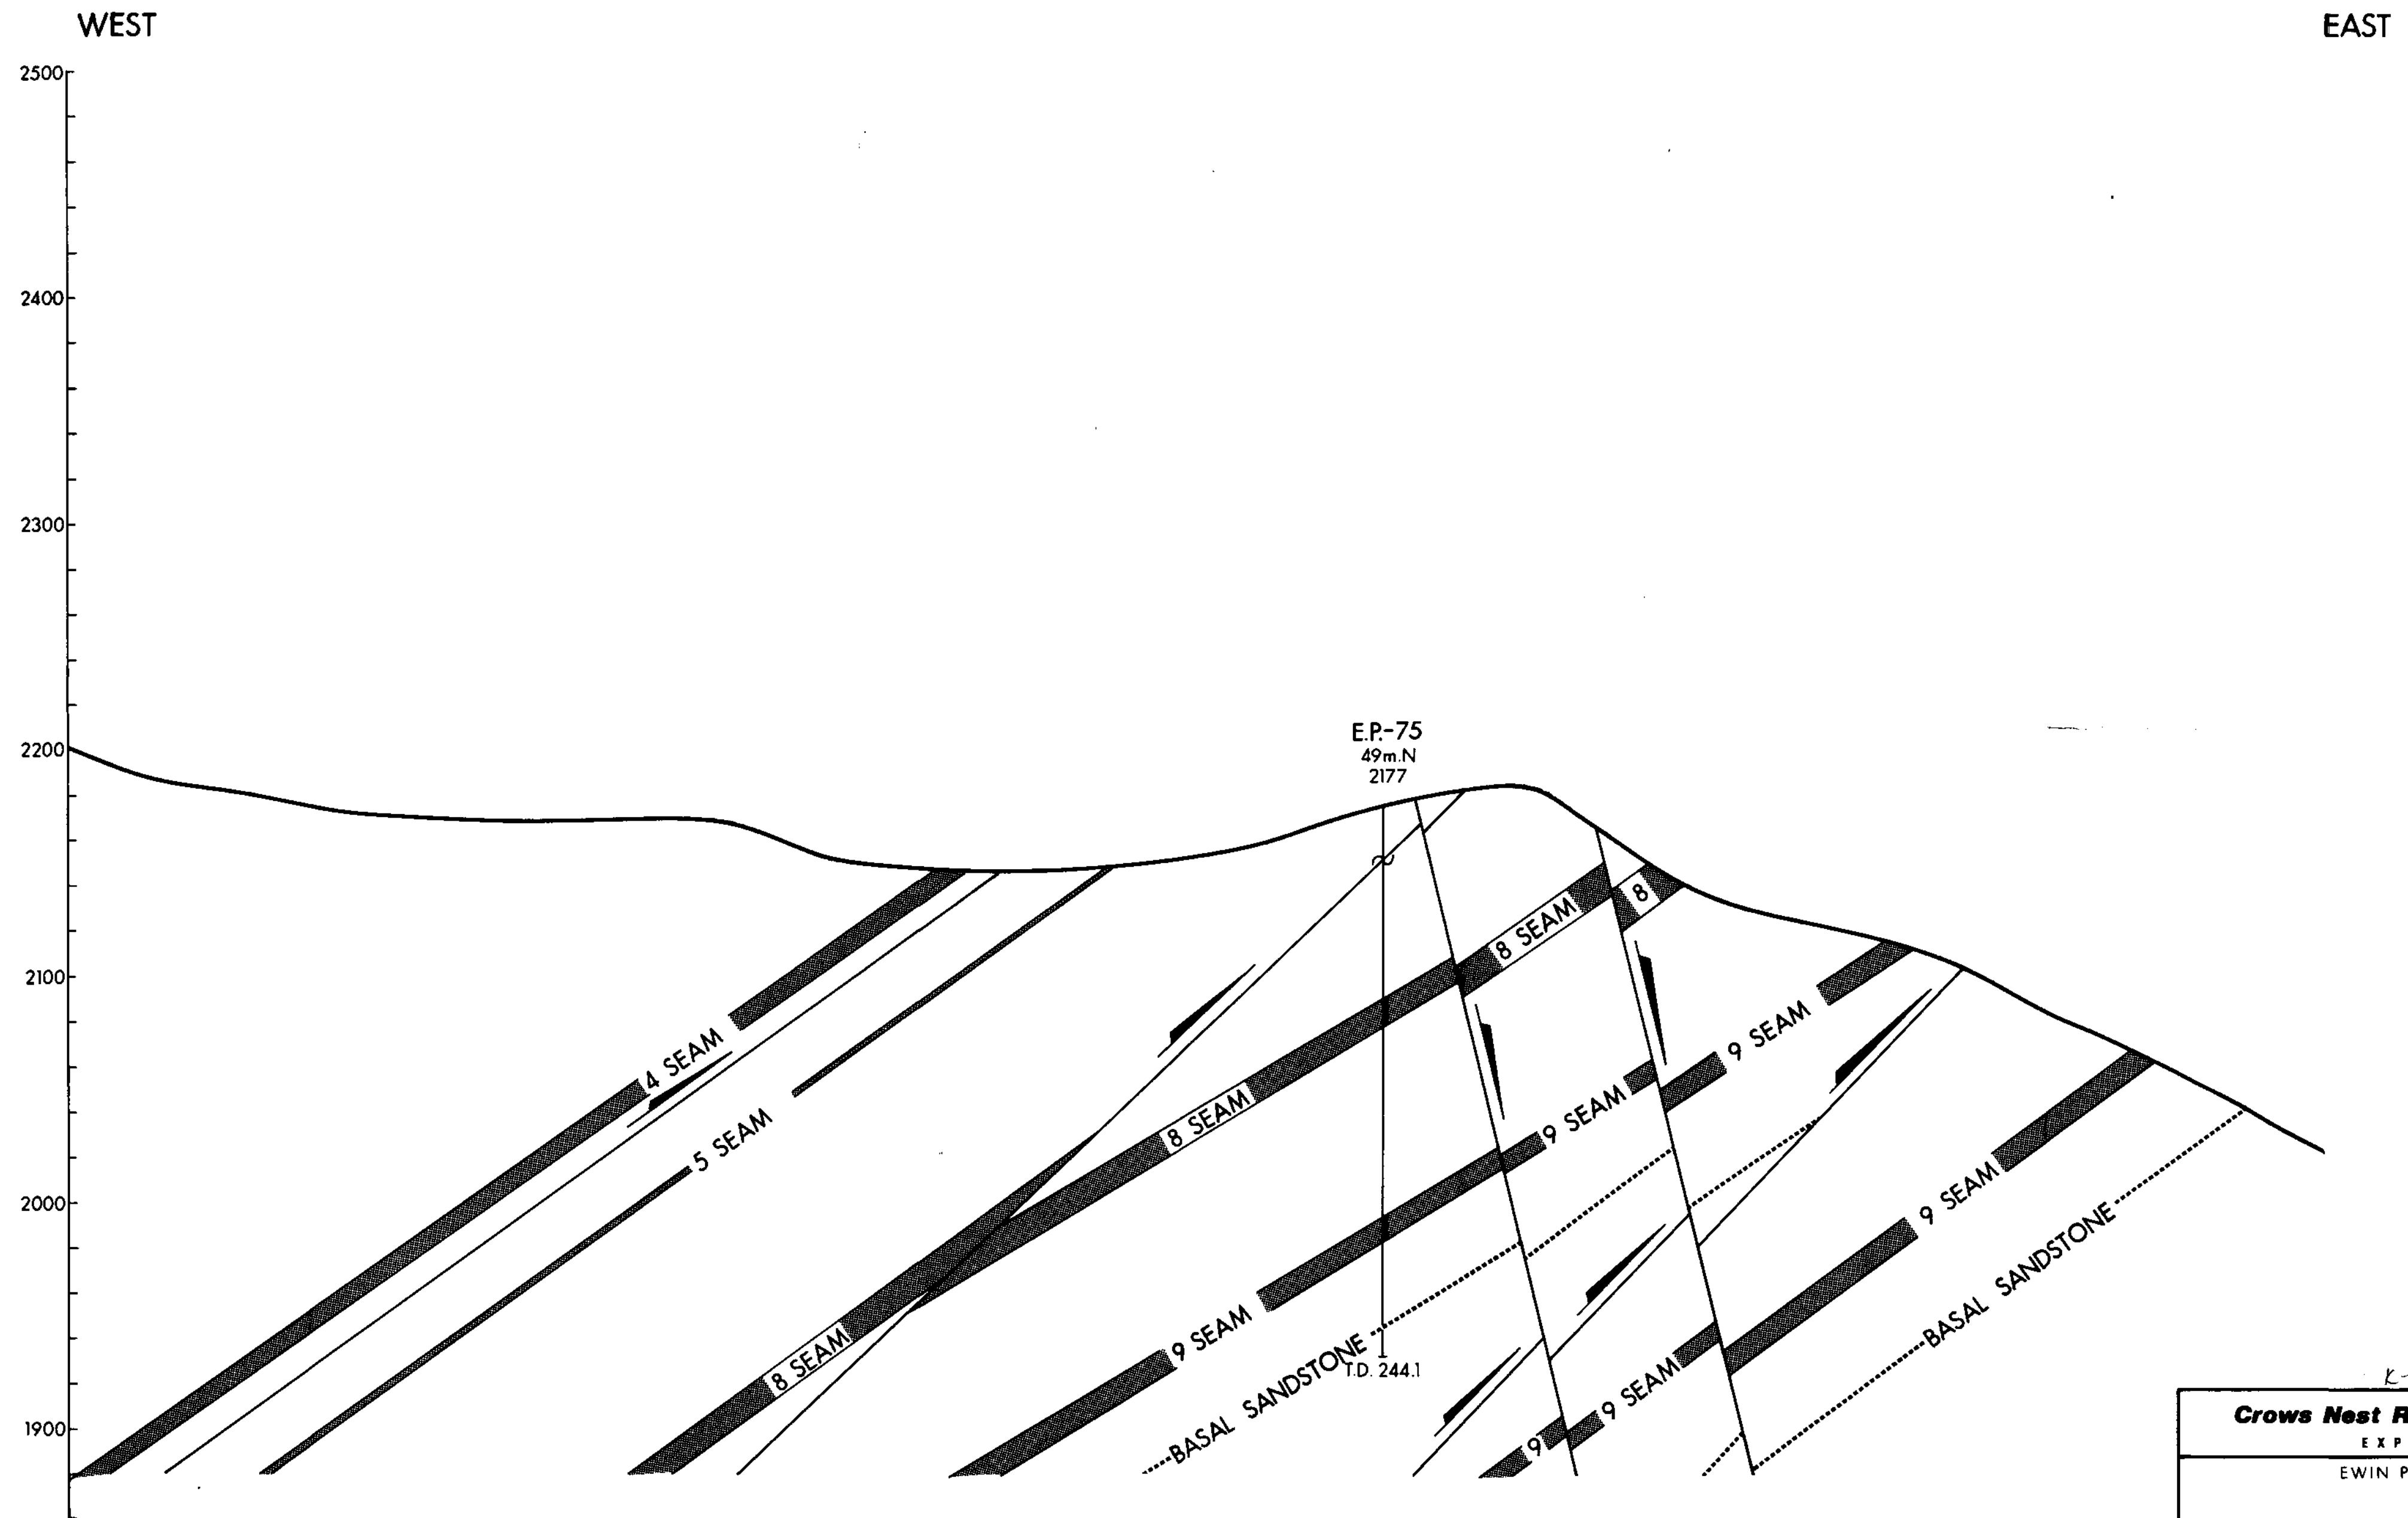 WEST
EAST
2500
2400
2300
2200
2100
2000
1900
E.P.-75
49m.N
2177
8 SEAM
8
4 SEAM
5 SEAM
8 SEAM
9 SEAM
9 SEAM
8 SEAM
9 SEAM
BASAL SANDSTONE
T.D. 244.1
9 SEAM
BASAL SANDSTONE
9 SEAM
9
K-
Crows Nest R
EXP
EWIN P